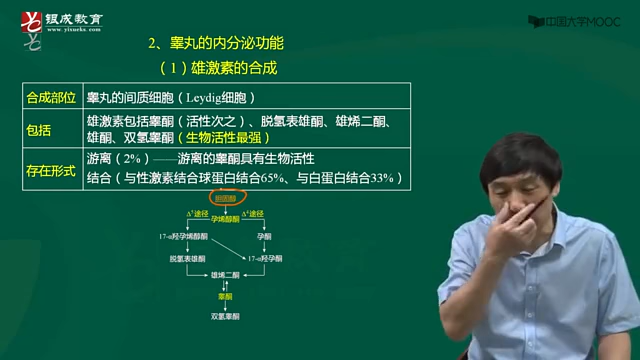 银成教育
www.yixueks.com
中国大学MOOC
2、睾丸的内分泌功能
（1）雄激素的合成
合成部位 睾丸的间质细胞（Leydig细胞）
包括 雄激素包括睾酮（活性次之）、脱氢表雄酮、雄烯二酮、
雄酮、双氢睾酮（生物活性最强）
存在形式 游离（2%）——游离的睾酮具有生物活性
结合（与性激素结合球蛋白结合65%、与白蛋白结合33%）
胆固醇
Δ⁵途径 Δ⁴途径
孕烯醇酮
17-α羟孕烯醇酮 孕酮
脱氢表雄酮 17-α羟孕酮
雄烯二酮
睾酮
双氢睾酮